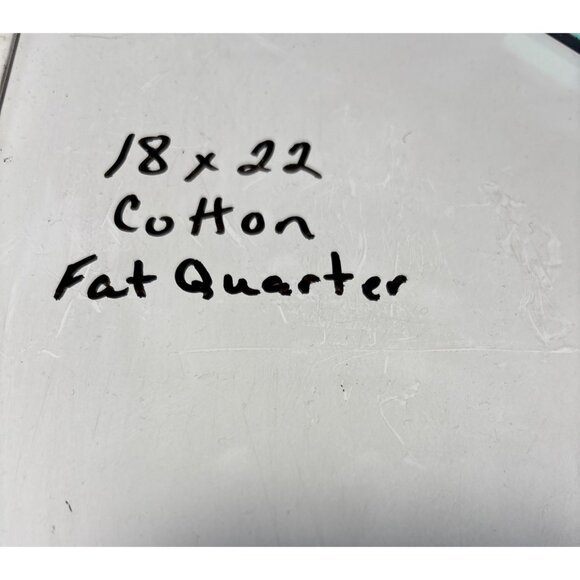 18 x 22
Cotton
Fat Quarter